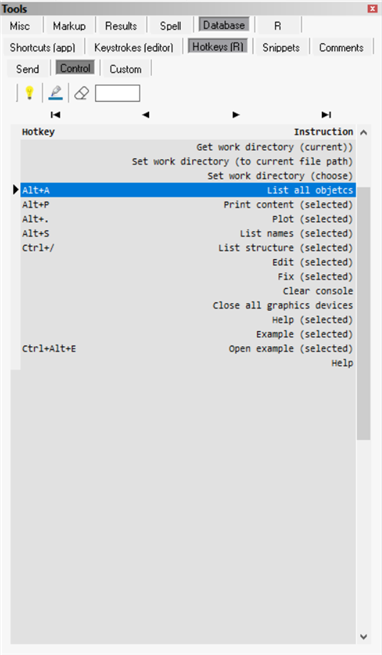 Tools
Misc Markup Results Spell Database R
Shortcuts (app) Keystrokes (editor) Hotkeys (R) Snippets Comments
Send Control Custom
Hotkey Instruction
Get work directory (current))
Set work directory (to current file path)
Set work directory (choose)
Alt+A List all objetcs
Alt+P Print content (selected)
Alt+. Plot (selected)
Alt+S List names (selected)
Ctrl+/ List structure (selected)
Edit (selected)
Fix (selected)
Clear console
Close all graphics devices
Help (selected)
Example (selected)
Ctrl+Alt+E Open example (selected)
Help